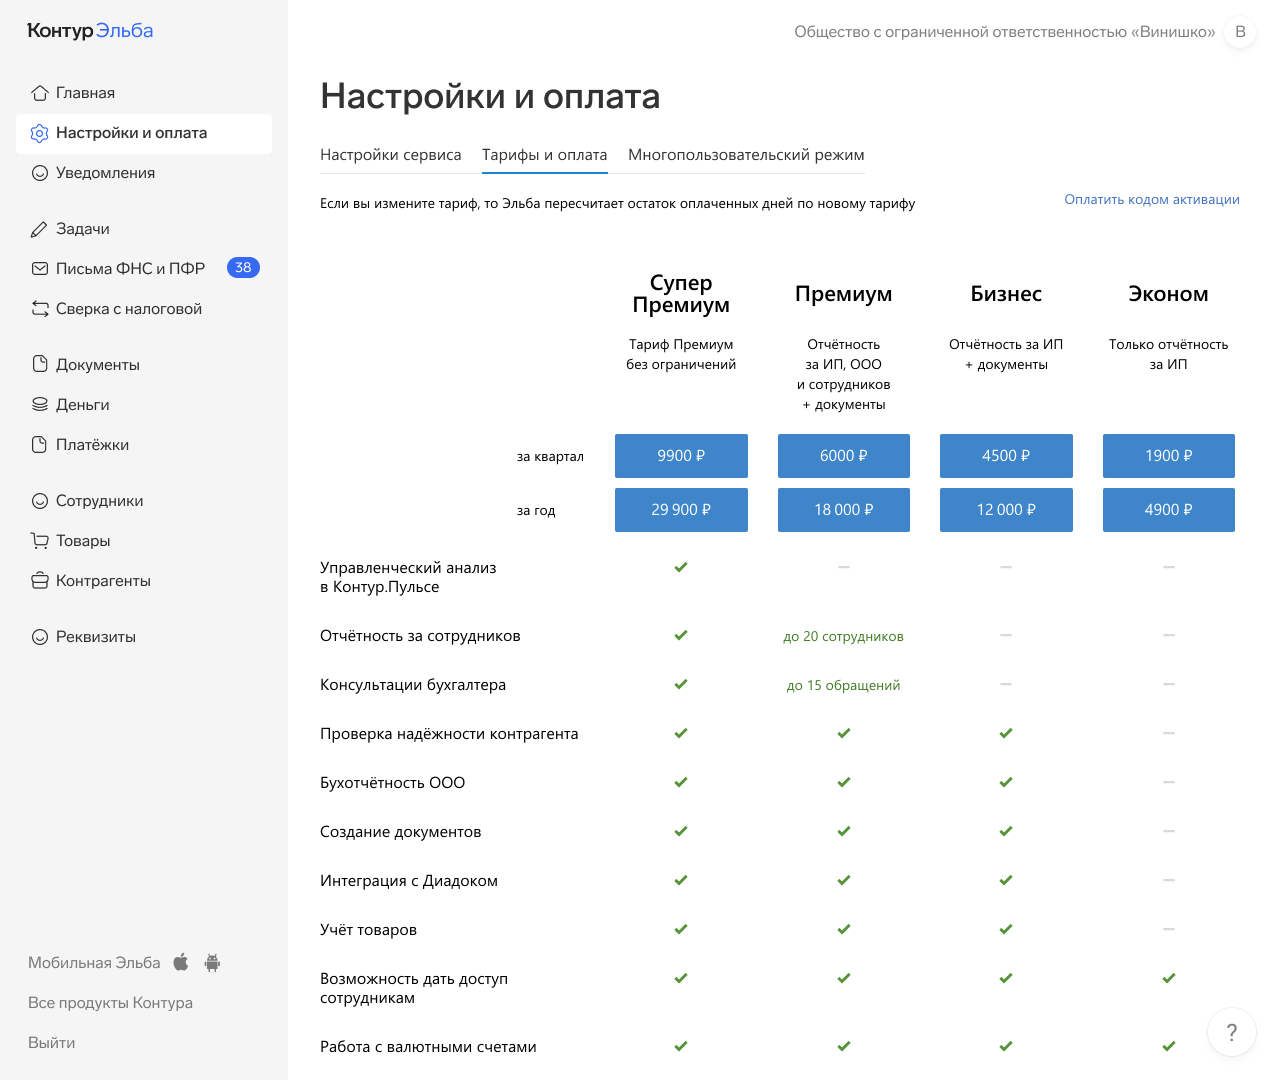 Контур Эльба
Общество с ограниченной ответственностью «Винишко»
В
Главная
Настройки и оплата
Уведомления
Задачи
Письма ФНС и ПФР
38
Сверка с налоговой
Документы
Деньги
Платёжки
Сотрудники
Товары
Контрагенты
Реквизиты
Мобильная Эльба
Все продукты Контура
Выйти
Настройки и оплата
Настройки сервиса Тарифы и оплата Многопользовательский режим
Если вы измените тариф, то Эльба пересчитает остаток оплаченных дней по новому тарифу
Оплатить кодом активации
Супер
Премиум
Премиум
Бизнес
Эконом
Тариф Премиум
без ограничений
Отчётность
за ИП, ООО
и сотрудников
+ документы
Отчётность за ИП
+ документы
Только отчётность
за ИП
за квартал 9900 ₽ 6000 ₽ 4500 ₽ 1900 ₽
за год 29 900 ₽ 18 000 ₽ 12 000 ₽ 4900 ₽
Управленческий анализ
в Контур.Пульсе
Отчётность за сотрудников до 20 сотрудников
Консультации бухгалтера до 15 обращений
Проверка надёжности контрагента
Бухотчётность ООО
Создание документов
Интеграция с Диадоком
Учёт товаров
Возможность дать доступ
сотрудникам
Работа с валютными счетами
?